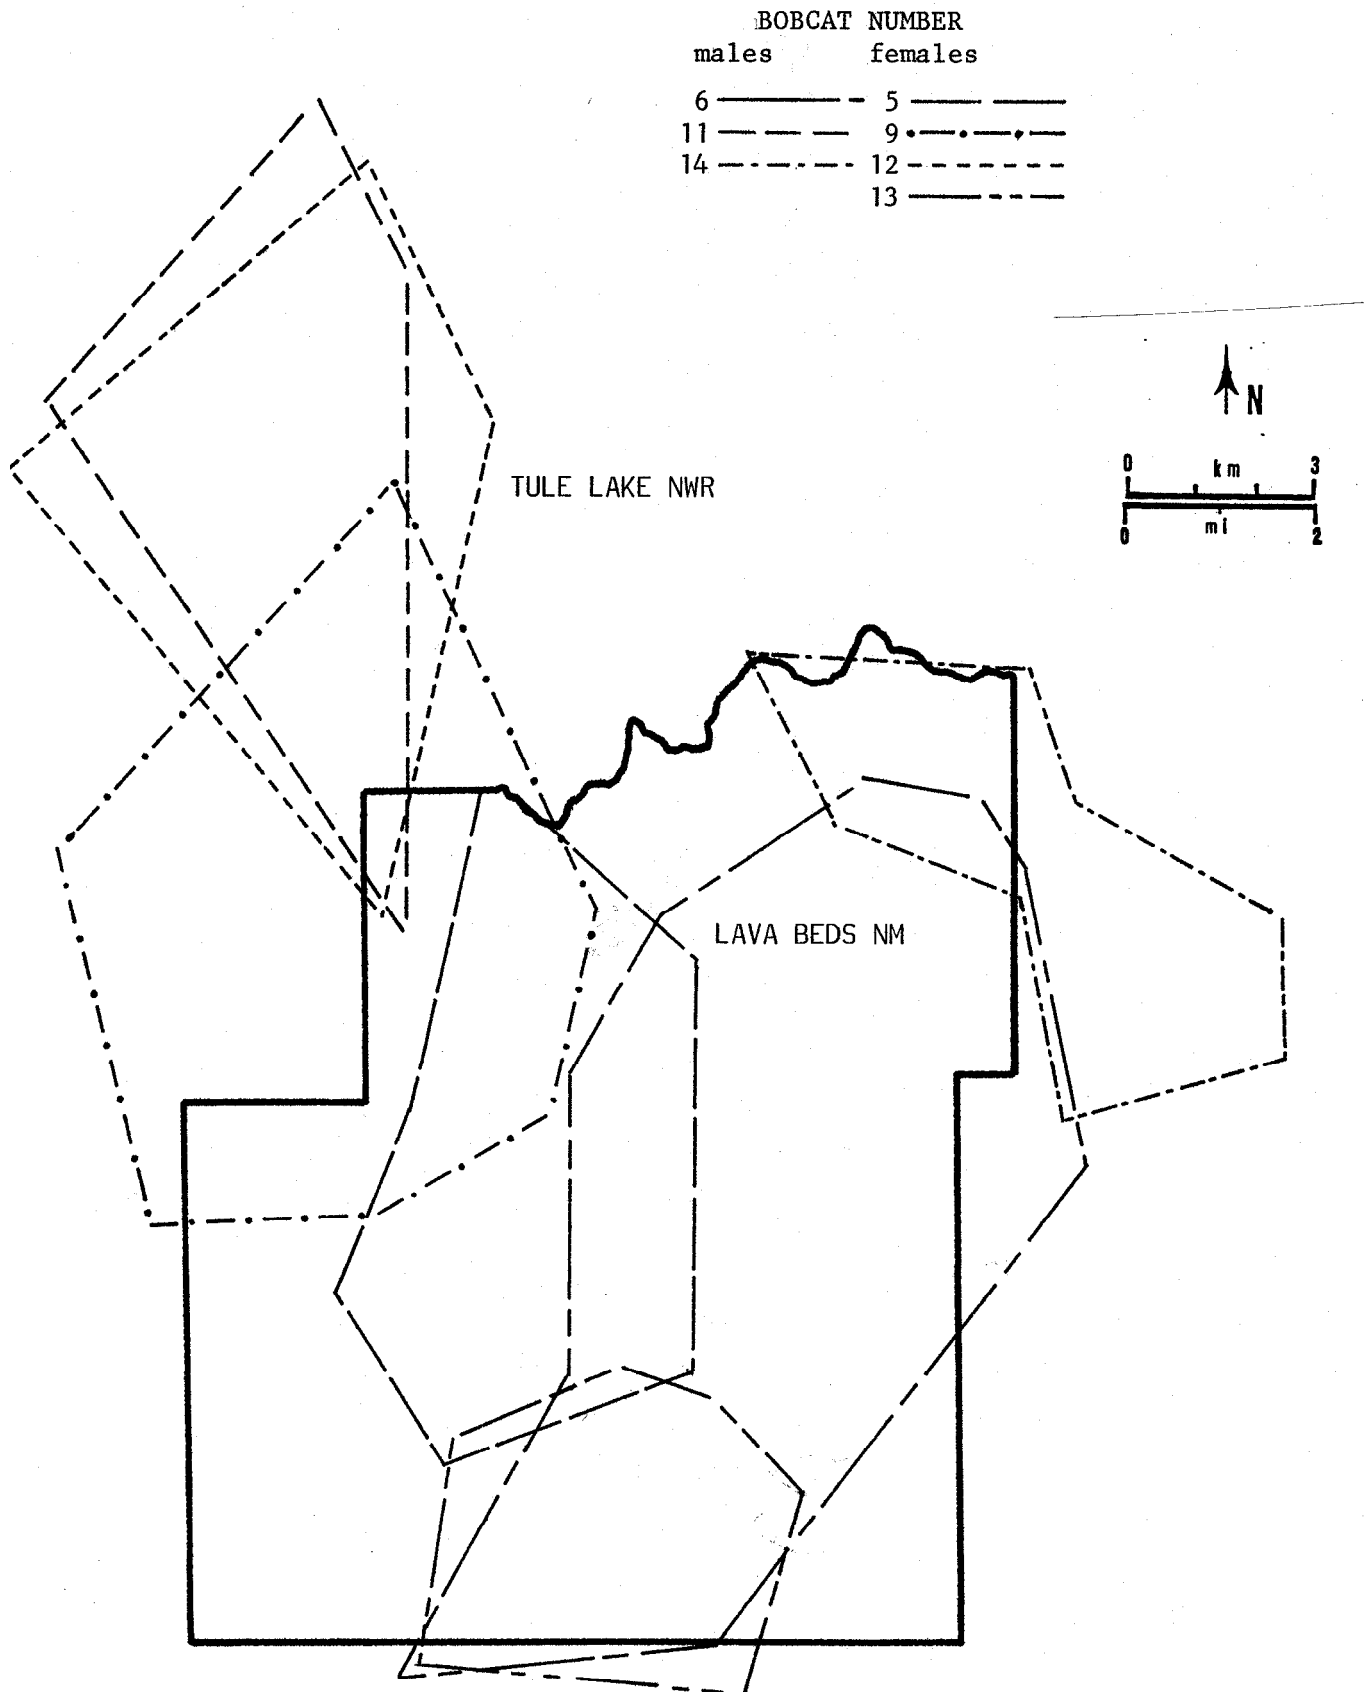 BOBCAT NUMBER
males females
6 5
11 9
14 12
13
N
0 km 3
mi
0 2
TULE LAKE NWR
LAVA BEDS NM